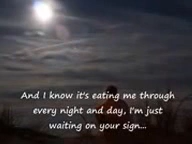 And I know it's eating me through
every night and day, I'm just
waiting on your sign...